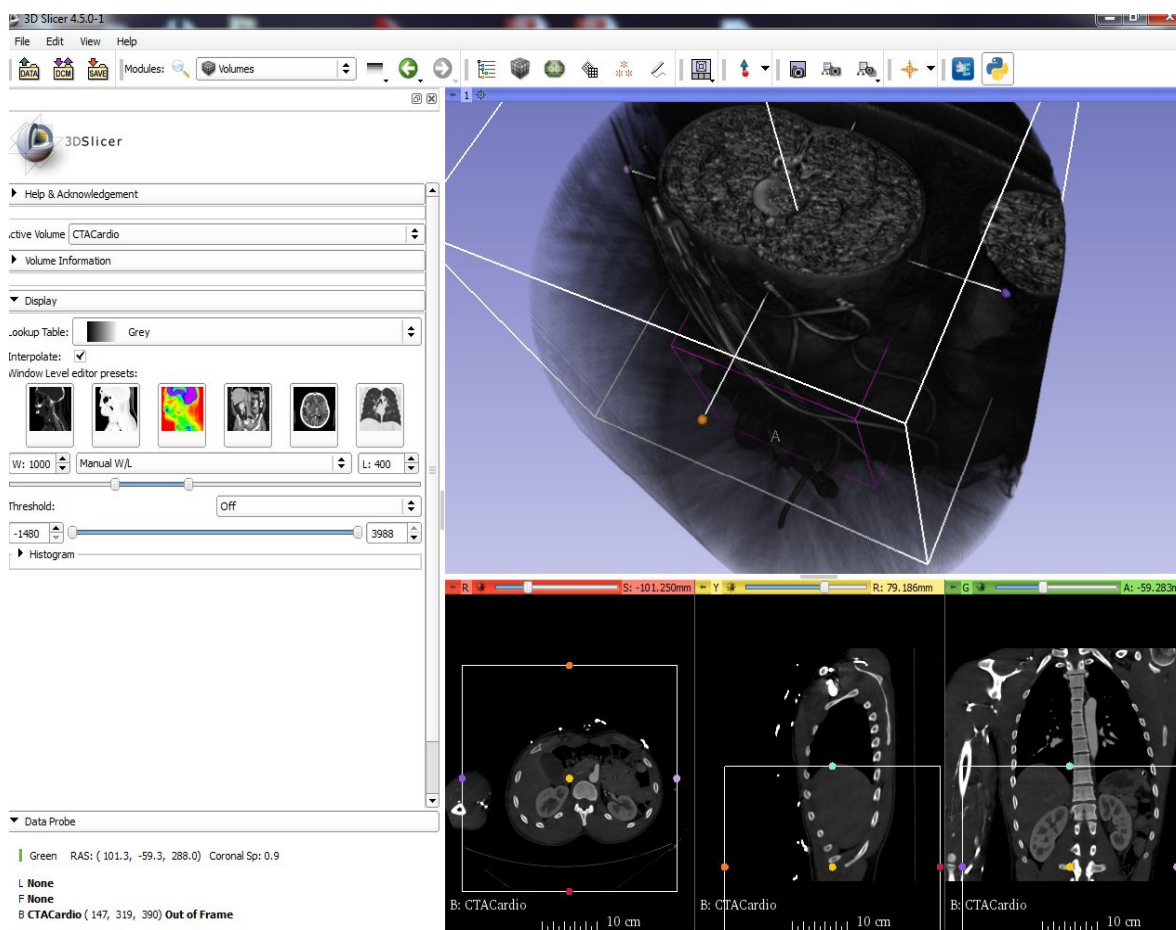 3D Slicer 4.5.0-1
File Edit View Help
DATA DCM SAVE Modules: Volumes
1
3DSlicer
Help & Acknowledgement
Active Volume CTACardio
Volume Information
Display
Lookup Table: Grey
Interpolate:
Window Level editor presets:
W: 1000 Manual W/L L: 400
Threshold: Off
-1480 3988
Histogram
Data Probe
Green RAS: ( 101.3, -59.3, 288.0) Coronal Sp: 0.9
L None
F None
B CTACardio ( 147, 319, 390) Out of Frame
A
R S: -101.250mm
Y R: 79.186mm
G A: -59.283m
B: CTACardio
10 cm
B: CTACardio
10 cm
B: CTACardio
10 cm